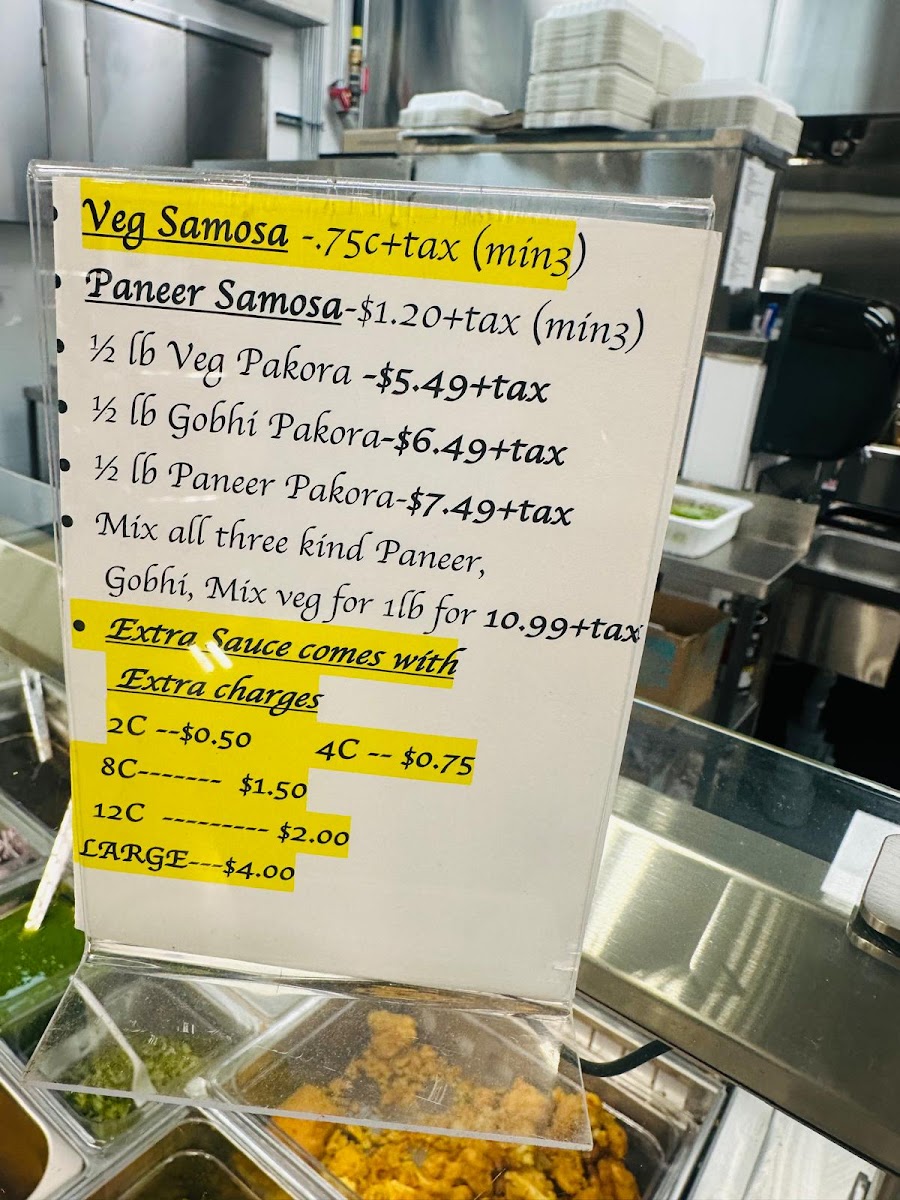 • Veg Samosa -.75c+tax (min3)
• Paneer Samosa-$1.20+tax (min3)
• ½ lb Veg Pakora -$5.49+tax
• ½ lb Gobhi Pakora-$6.49+tax
• ½ lb Paneer Pakora-$7.49+tax
• Mix all three kind Paneer,
Gobhi, Mix veg for 1lb for 10.99+tax
• Extra Sauce comes with
Extra charges
2C --$0.50 4C -- $0.75
8C------- $1.50
12C --------- $2.00
LARGE---$4.00